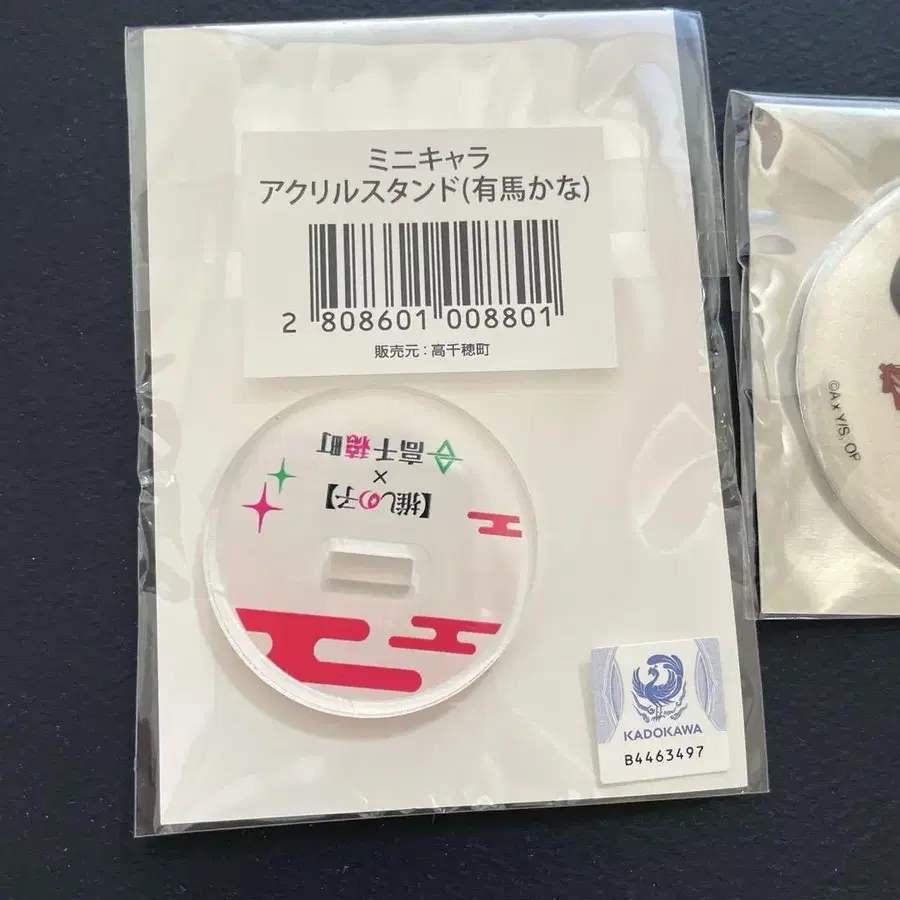 ミニキャラ
アクリルスタンド(有馬かな)
2 808601 008801
販売元：高千穂町
【推しの子】
×
高千穂町
KADOKAWA
B4463497
©A×Y/S, OP